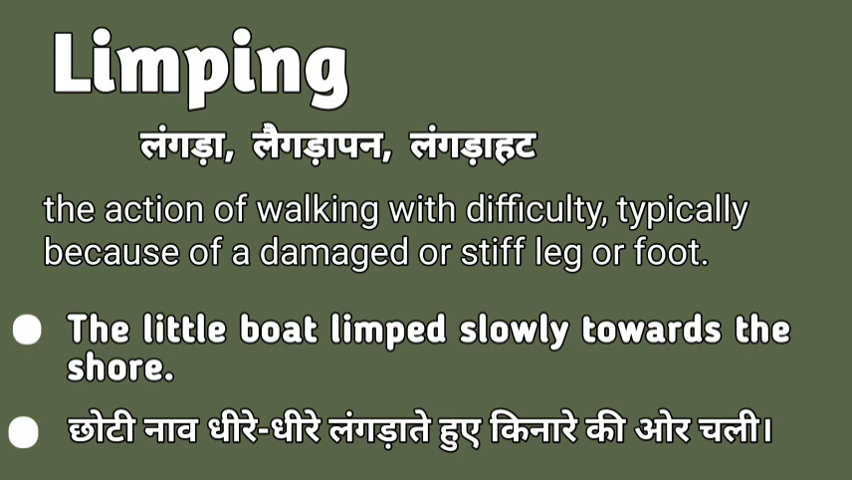 Limping
लंगड़ा, लैगड़ापन, लंगड़ाहट
the action of walking with difficulty, typically
because of a damaged or stiff leg or foot.
The little boat limped slowly towards the
shore.
छोटी नाव धीरे-धीरे लंगड़ाते हुए किनारे की ओर चली।